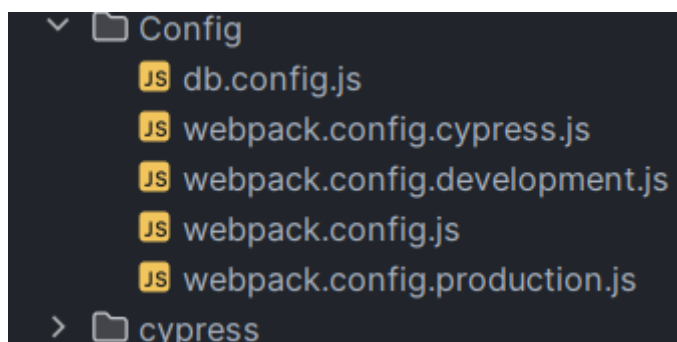 Config
JS db.config.js
JS webpack.config.cypress.js
JS webpack.config.development.js
JS webpack.config.js
JS webpack.config.production.js
cypress